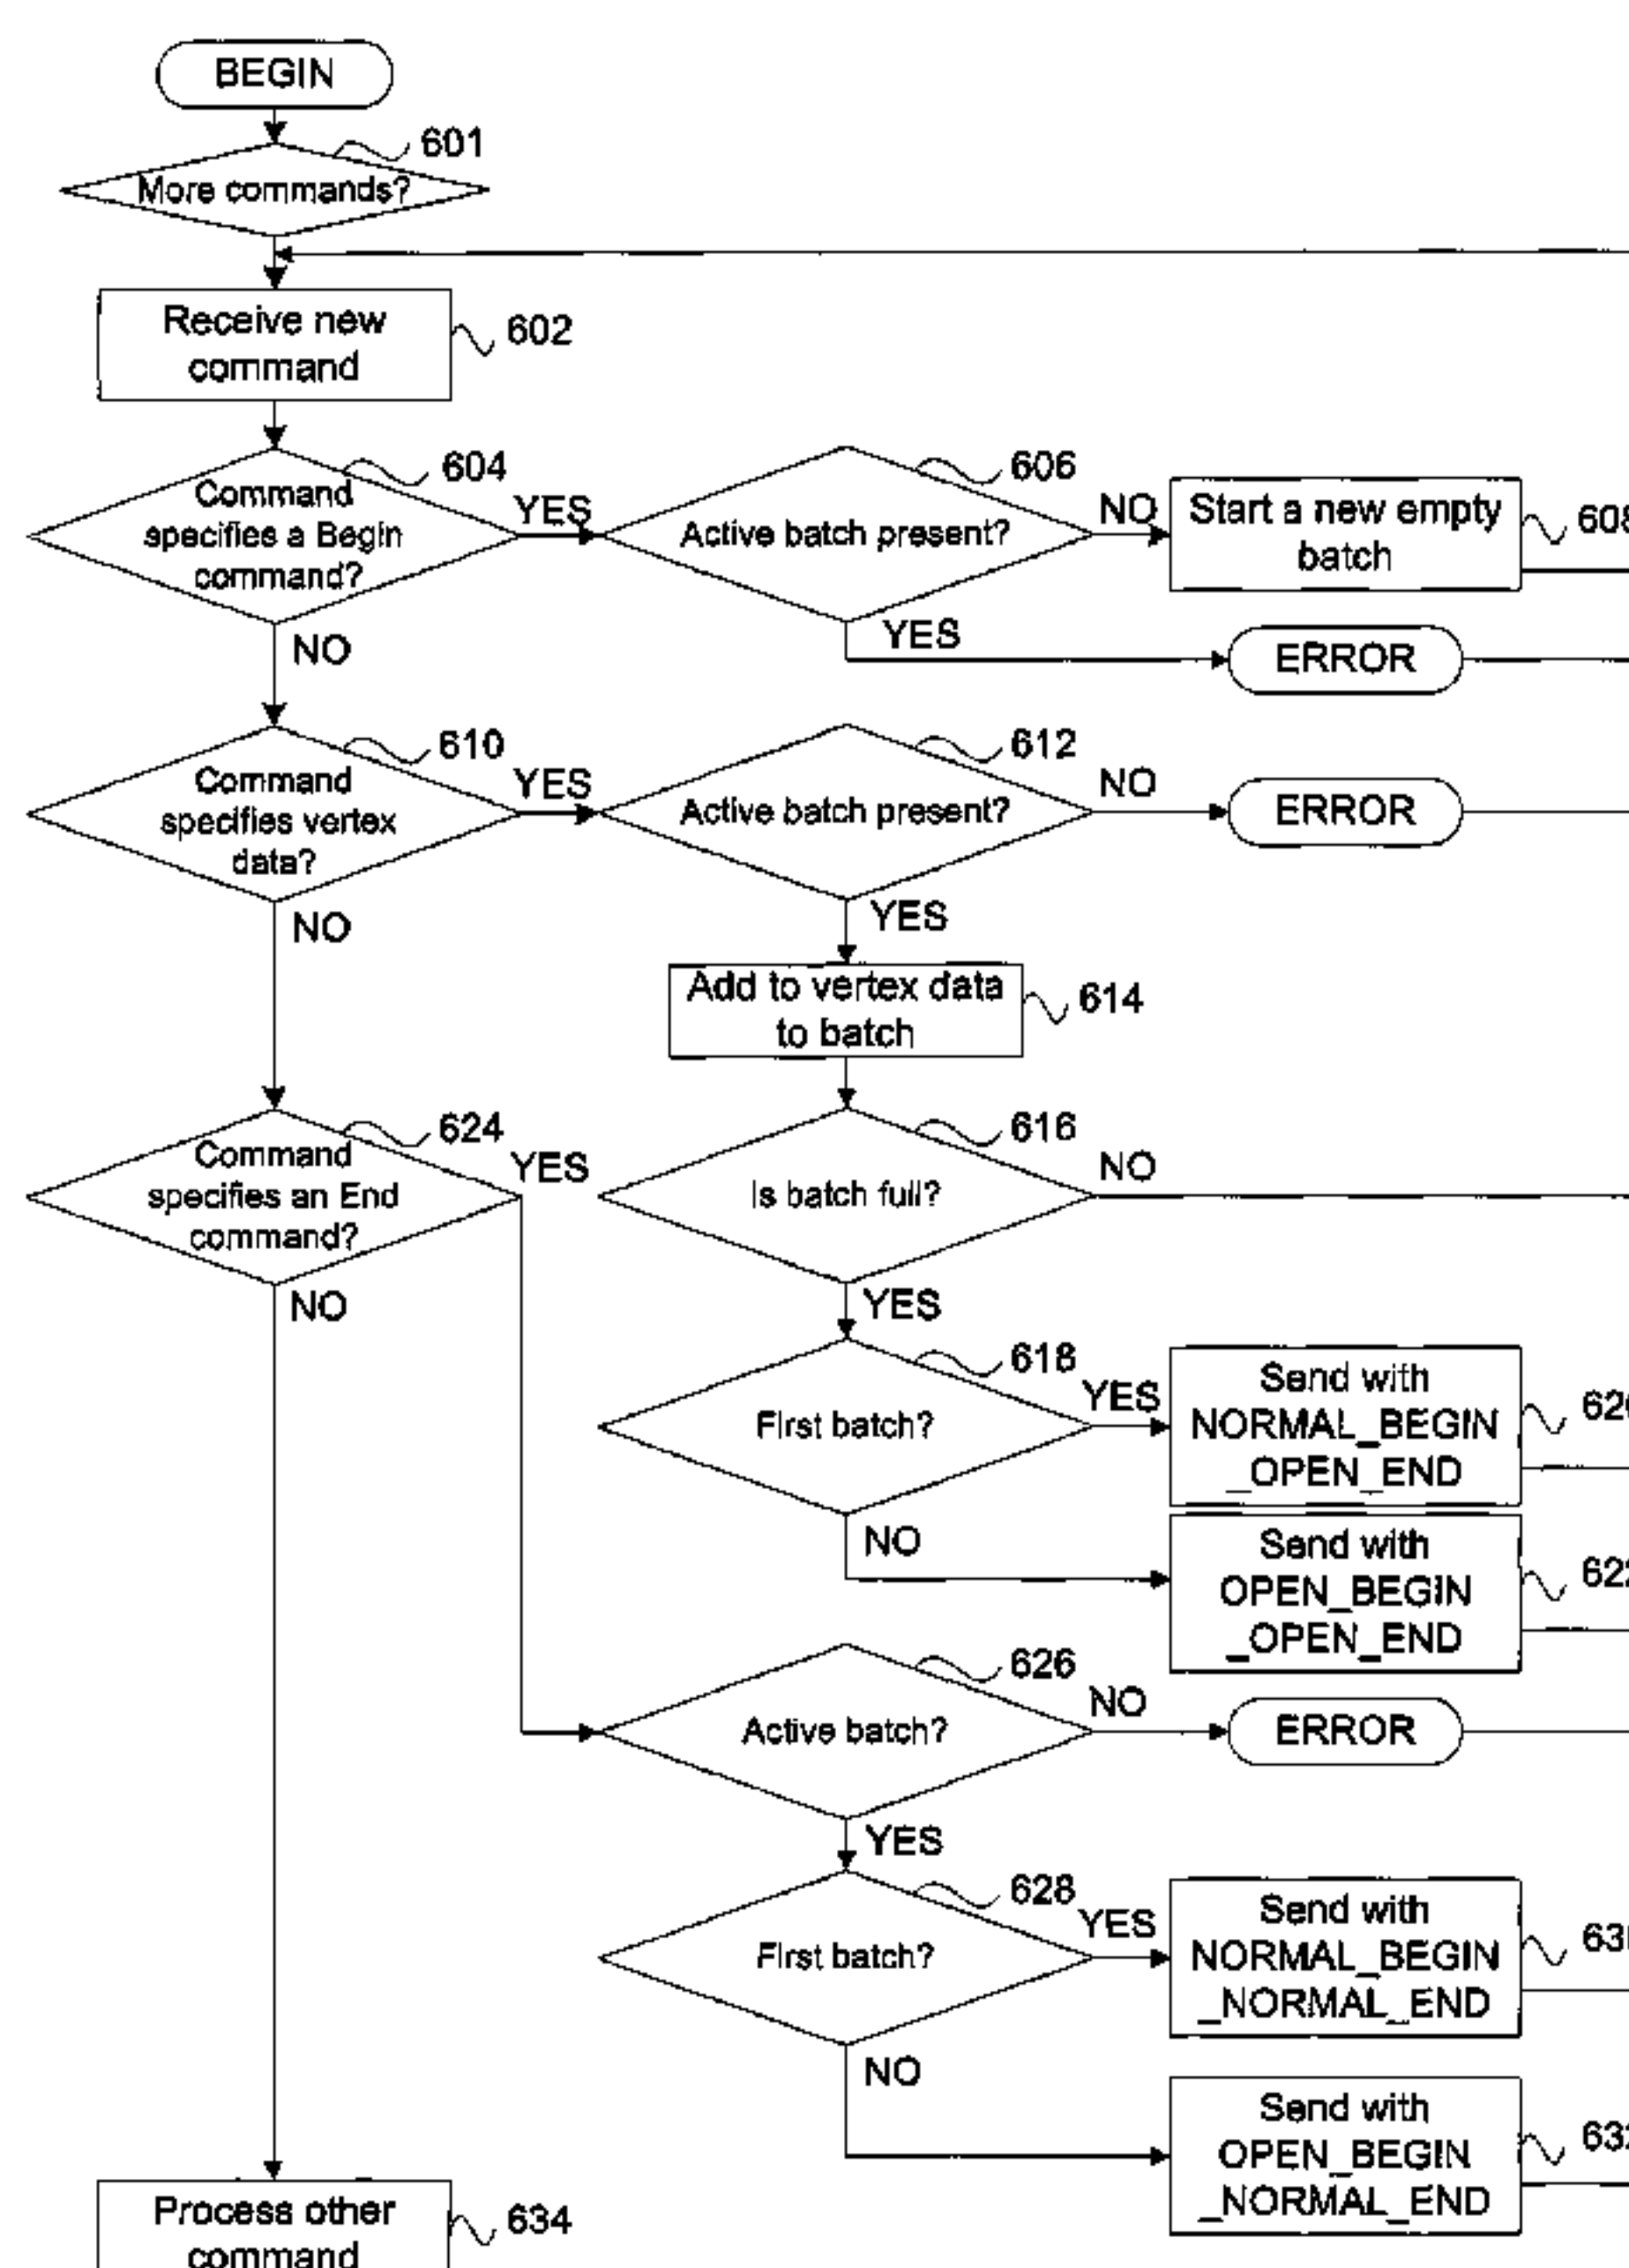 BEGIN
601
More commands?
Receive new
command
602
604
Command
specifies a Begin
command?
YES
NO
606
Active batch present?
NO
YES
Start a new empty
batch
608
ERROR
610
Command
specifies vertex
data?
YES
NO
612
Active batch present?
NO
YES
ERROR
Add to vertex data
to batch
614
624
Command
specifies an End
command?
YES
NO
616
Is batch full?
NO
YES
618
First batch?
YES
NO
Send with
NORMAL_BEGIN
_OPEN_END
Send with
OPEN_BEGIN
_OPEN_END
626
Active batch?
NO
YES
ERROR
628
First batch?
YES
NO
Send with
NORMAL_BEGIN
_NORMAL_END
Send with
OPEN_BEGIN
_NORMAL_END
Process other
command
634